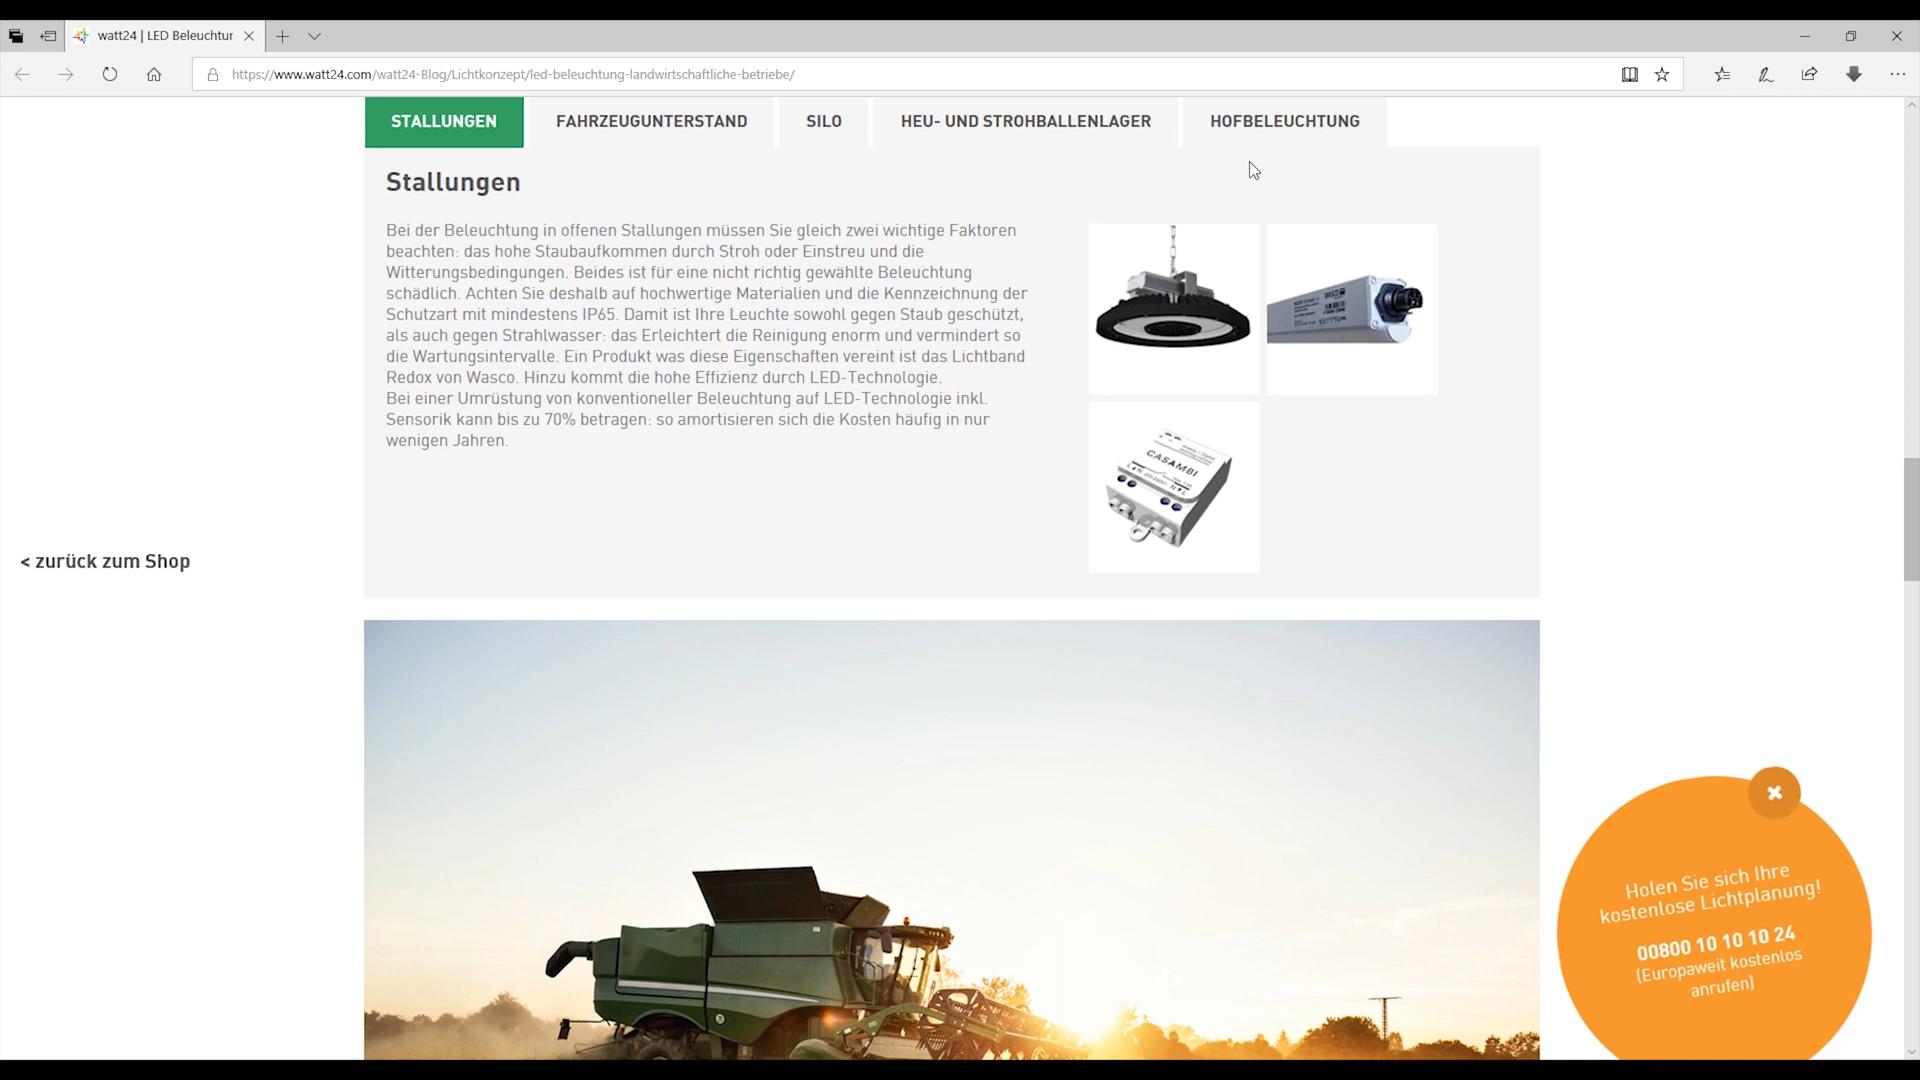 watt24 | LED Beleuchtur
https://www.watt24.com/watt24-Blog/Lichtkonzept/led-beleuchtung-landwirtschaftliche-betriebe/
STALLUNGEN
FAHRZEUGUNTERSTAND
SILO
HEU- UND STROHBALLENLAGER
HOFBELEUCHTUNG
Stallungen
Bei der Beleuchtung in offenen Stallungen müssen Sie gleich zwei wichtige Faktoren
beachten: das hohe Staubaufkommen durch Stroh oder Einstreu und die
Witterungsbedingungen. Beides ist für eine nicht richtig gewählte Beleuchtung
schädlich. Achten Sie deshalb auf hochwertige Materialien und die Kennzeichnung der
Schutzart mit mindestens IP65. Damit ist Ihre Leuchte sowohl gegen Staub geschützt,
als auch gegen Strahlwasser: das Erleichtert die Reinigung enorm und vermindert so
die Wartungsintervalle. Ein Produkt was diese Eigenschaften vereint ist das Lichtband
Redox von Wasco. Hinzu kommt die hohe Effizienz durch LED-Technologie.
Bei einer Umrüstung von konventioneller Beleuchtung auf LED-Technologie inkl.
Sensorik kann bis zu 70% betragen: so amortisieren sich die Kosten häufig in nur
wenigen Jahren.
CASAMBI
< zurück zum Shop
Holen Sie sich Ihre
kostenlose Lichtplanung!
00800 10 10 10 24
(Europaweit kostenlos
anrufen)